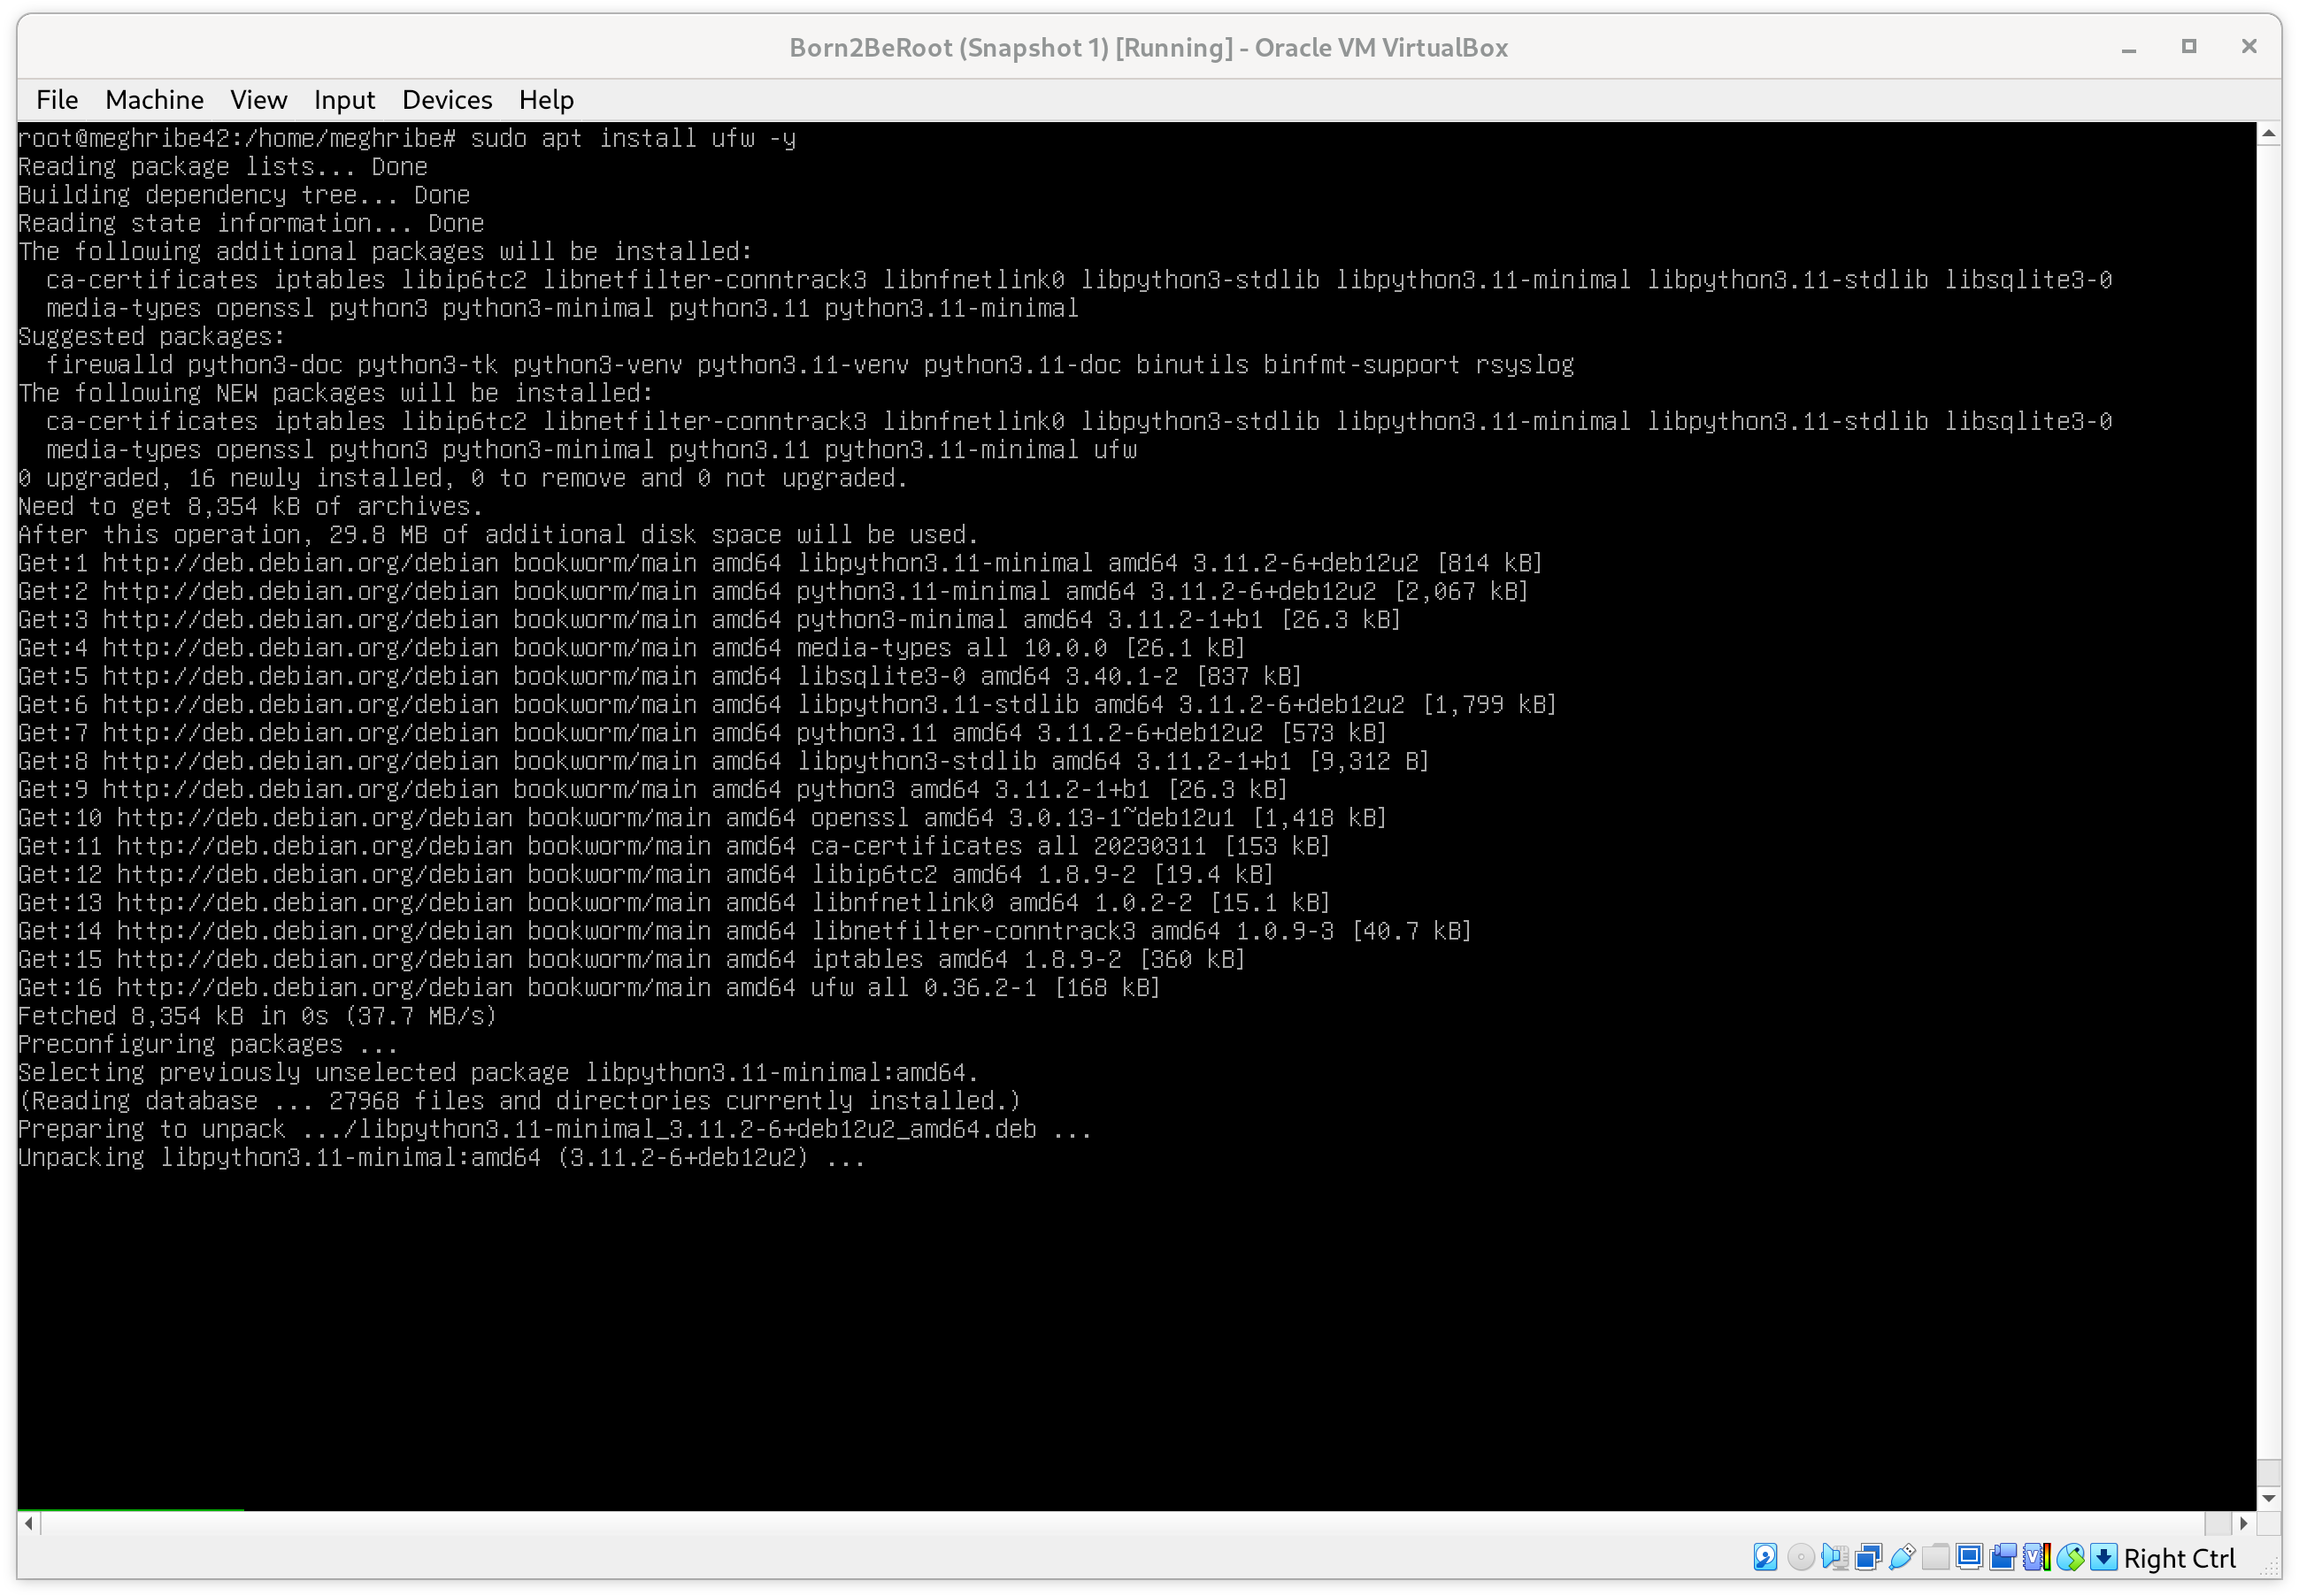 Born2BeRoot (Snapshot 1) [Running] - Oracle VM VirtualBox
File Machine View Input Devices Help
root@meghribe42:/home/meghribe# sudo apt install ufw -y
Reading package lists... Done
Building dependency tree... Done
Reading state information... Done
The following additional packages will be installed:
  ca-certificates iptables libip6tc2 libnetfilter-conntrack3 libnfnetlink0 libpython3-stdlib libpython3.11-minimal libpython3.11-stdlib libsqlite3-0
  media-types openssl python3 python3-minimal python3.11 python3.11-minimal
Suggested packages:
  firewalld python3-doc python3-tk python3-venv python3.11-venv python3.11-doc binutils binfmt-support rsyslog
The following NEW packages will be installed:
  ca-certificates iptables libip6tc2 libnetfilter-conntrack3 libnfnetlink0 libpython3-stdlib libpython3.11-minimal libpython3.11-stdlib libsqlite3-0
  media-types openssl python3 python3-minimal python3.11 python3.11-minimal ufw
0 upgraded, 16 newly installed, 0 to remove and 0 not upgraded.
Need to get 8,354 kB of archives.
After this operation, 29.8 MB of additional disk space will be used.
Get:1 http://deb.debian.org/debian bookworm/main amd64 libpython3.11-minimal amd64 3.11.2-6+deb12u2 [814 kB]
Get:2 http://deb.debian.org/debian bookworm/main amd64 python3.11-minimal amd64 3.11.2-6+deb12u2 [2,067 kB]
Get:3 http://deb.debian.org/debian bookworm/main amd64 python3-minimal amd64 3.11.2-1+b1 [26.3 kB]
Get:4 http://deb.debian.org/debian bookworm/main amd64 media-types all 10.0.0 [26.1 kB]
Get:5 http://deb.debian.org/debian bookworm/main amd64 libsqlite3-0 amd64 3.40.1-2 [837 kB]
Get:6 http://deb.debian.org/debian bookworm/main amd64 libpython3.11-stdlib amd64 3.11.2-6+deb12u2 [1,799 kB]
Get:7 http://deb.debian.org/debian bookworm/main amd64 python3.11 amd64 3.11.2-6+deb12u2 [573 kB]
Get:8 http://deb.debian.org/debian bookworm/main amd64 libpython3-stdlib amd64 3.11.2-1+b1 [9,312 B]
Get:9 http://deb.debian.org/debian bookworm/main amd64 python3 amd64 3.11.2-1+b1 [26.3 kB]
Get:10 http://deb.debian.org/debian bookworm/main amd64 openssl amd64 3.0.13-1~deb12u1 [1,418 kB]
Get:11 http://deb.debian.org/debian bookworm/main amd64 ca-certificates all 20230311 [153 kB]
Get:12 http://deb.debian.org/debian bookworm/main amd64 libip6tc2 amd64 1.8.9-2 [19.4 kB]
Get:13 http://deb.debian.org/debian bookworm/main amd64 libnfnetlink0 amd64 1.0.2-2 [15.1 kB]
Get:14 http://deb.debian.org/debian bookworm/main amd64 libnetfilter-conntrack3 amd64 1.0.9-3 [40.7 kB]
Get:15 http://deb.debian.org/debian bookworm/main amd64 iptables amd64 1.8.9-2 [360 kB]
Get:16 http://deb.debian.org/debian bookworm/main amd64 ufw all 0.36.2-1 [168 kB]
Fetched 8,354 kB in 0s (37.7 MB/s)
Preconfiguring packages ...
Selecting previously unselected package libpython3.11-minimal:amd64.
(Reading database ... 27968 files and directories currently installed.)
Preparing to unpack .../libpython3.11-minimal_3.11.2-6+deb12u2_amd64.deb ...
Unpacking libpython3.11-minimal:amd64 (3.11.2-6+deb12u2) ...
Right Ctrl